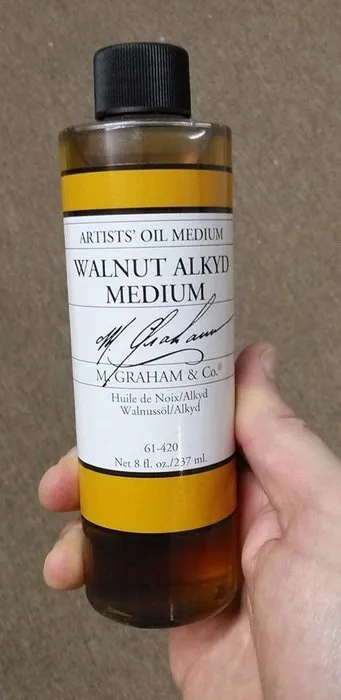 ARTISTS' OIL MEDIUM
WALNUT ALKYD
MEDIUM
M. Graham
M. GRAHAM & Co.®
Huile de Noix/Alkyd
Walnussöl/Alkyd
61-420
Net 8 fl. oz./237 ml.